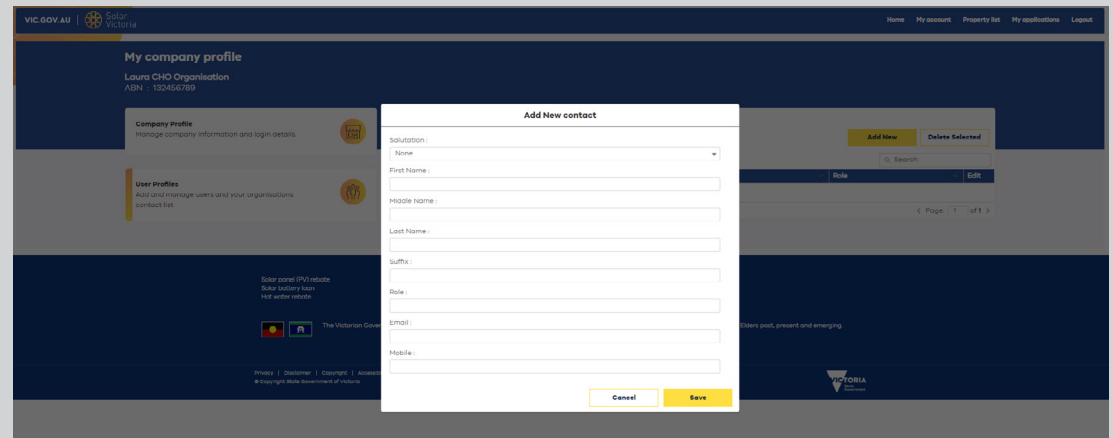 VIC.GOV.AU
Solar
Victoria
Home My account Property list My applications Logout
My company profile
Laura CHO Organisation
ABN : 132456789
Company Profile
Manage company information and login details.
User Profiles
Add and manage users and your organisations
contact list
Add New Delete Selected
Search
Role Edit
< Page 1 of 1 >
Add New contact
Salutation :
None
First Name :
Middle Name :
Last Name :
Suffix :
Role :
Email :
Mobile :
Cancel Save
Solar panel (PV) rebate
Solar battery loan
Hot water rebate
The Victorian Gover
Elders past, present and emerging.
Privacy | Disclaimer | Copyright | Accessib
© Copyright State Government of Victoria
VICTORIA
State
Government